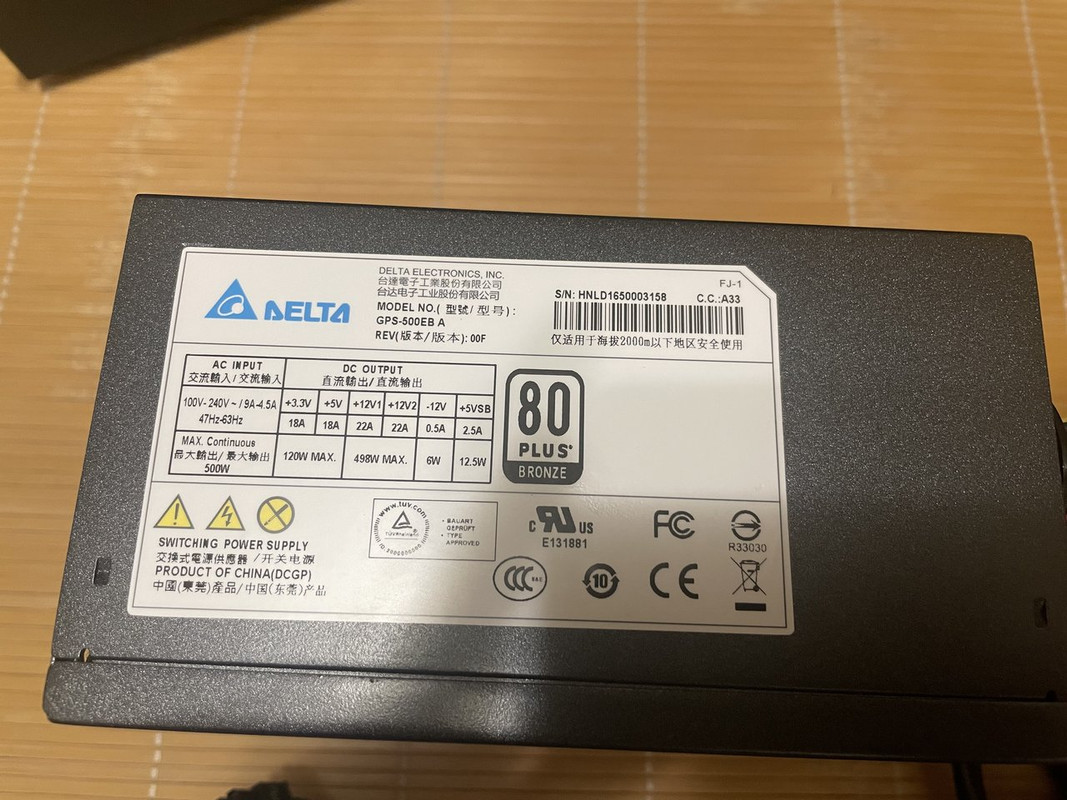 DELTA
DELTA ELECTRONICS, INC.
台達電子工業股份有限公司
台达电子工业股份有限公司
MODEL NO.( 型號/ 型号) :
GPS-500EB A
REV(版本/版本): 00F
FJ-1
S/N: HNLD1650003158 C.C.:A33
仅适用于海拔2000m以下地区安全使用
AC INPUT
交流輸入/交流输入
DC OUTPUT
直流輸出/直流输出
100V- 240V ~ / 9A-4.5A
47Hz-63Hz
+3.3V +5V +12V1 +12V2 -12V +5VSB
18A 18A 22A 22A 0.5A 2.5A
MAX. Continuous
最大輸出/ 最大输出
500W
120W MAX. 498W MAX. 6W 12.5W
80
PLUS
BRONZE
SWITCHING POWER SUPPLY
交換式電源供應器 /开关电源
PRODUCT OF CHINA(DCGP)
中國(東莞)產品/中国(东莞)产品
www.tuv.com
TÜVRheinland
• BAUART
GEPRÜFT
• TYPE
APPROVED
c RU US
E131881
FC
R33030
CCC S&E
10
CE